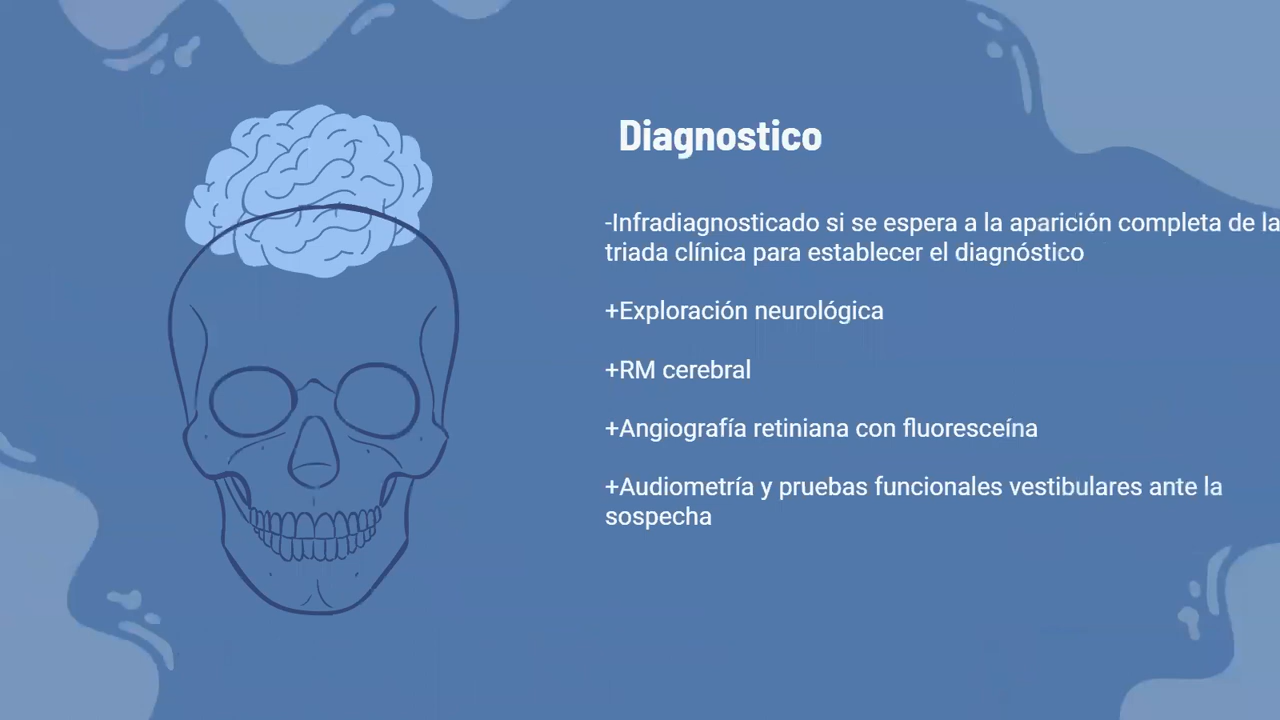 Diagnostico
-Infradiagnosticado si se espera a la aparición completa de la
triada clínica para establecer el diagnóstico
+Exploración neurológica
+RM cerebral
+Angiografía retiniana con fluoresceína
+Audiometría y pruebas funcionales vestibulares ante la
sospecha